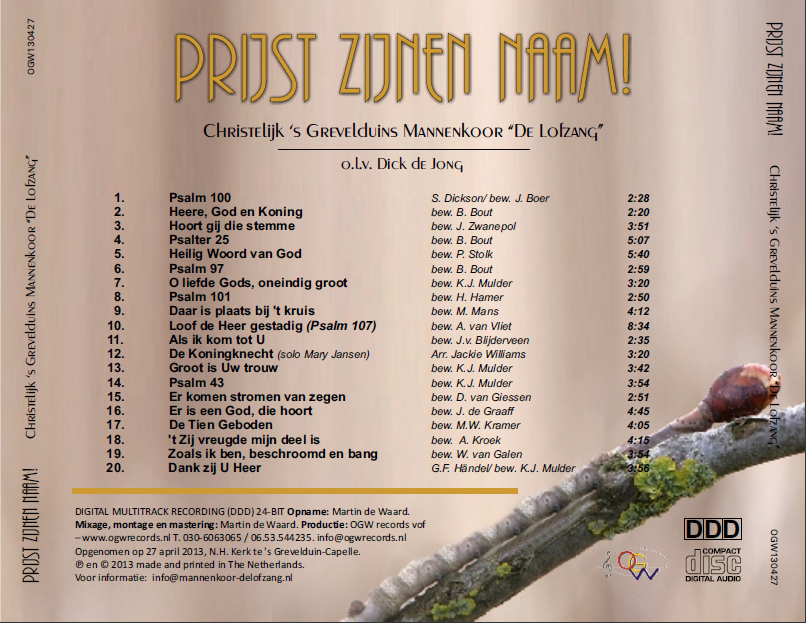 PRIJST ZIJNEN NAAM!
Christelijk ‘s Grevelduins Mannenkoor “De Lofzang”
o.l.v. Dick de Jong
1. Psalm 100 S. Dickson/ bew. J. Boer 2:28
2. Heere, God en Koning bew. B. Bout 2:20
3. Hoort gij die stemme bew. J. Zwanepol 3:51
4. Psalter 25 bew. B. Bout 5:07
5. Heilig Woord van God bew. P. Stolk 5:40
6. Psalm 97 bew. B. Bout 2:59
7. O liefde Gods, oneindig groot bew. K.J. Mulder 3:20
8. Psalm 101 bew. H. Hamer 2:50
9. Daar is plaats bij 't kruis bew. M. Mans 4:12
10. Loof de Heer gestadig (Psalm 107) bew. A. van Vliet 8:34
11. Als ik kom tot U bew. J.v. Blijderveen 2:35
12. De Koningknecht (solo Mary Jansen) Arr. Jackie Williams 3:20
13. Groot is Uw trouw bew. K.J. Mulder 3:42
14. Psalm 43 bew. K.J. Mulder 3:54
15. Er komen stromen van zegen bew. D. van Giessen 2:51
16. Er is een God, die hoort bew. J. de Graaff 4:45
17. De Tien Geboden bew. M.W. Kramer 4:05
18. 't Zij vreugde mijn deel is bew. A. Kroek 4:15
19. Zoals ik ben, beschroomd en bang bew. W. van Galen 3:54
20. Dank zij U Heer G.F. Händel/ bew. K.J. Mulder 3:56
DIGITAL MULTITRACK RECORDING (DDD) 24-BIT Opname: Martin de Waard.
Mixage, montage en mastering: Martin de Waard. Productie: OGW records vof
–www.ogwrecords.nl T. 030-6063065 / 06.53.544235. info@ogwrecords.nl
Opgenomen op 27 april 2013, N.H. Kerk te 's Grevelduin-Capelle.
℗ en © 2013 made and printed in The Netherlands.
Voor informatie: info@mannenkoor-delofzang.nl
OGW
DDD
COMPACT
disc
DIGITAL AUDIO
PRIJST ZIJNEN NAAM!
Christelijk ‘s Grevelduins Mannenkoor “De Lofzang”
OGW130427
PRIJST ZIJNEN NAAM!
Christelijk ‘s Grevelduins Mannenkoor “De Lofzang”
OGW130427